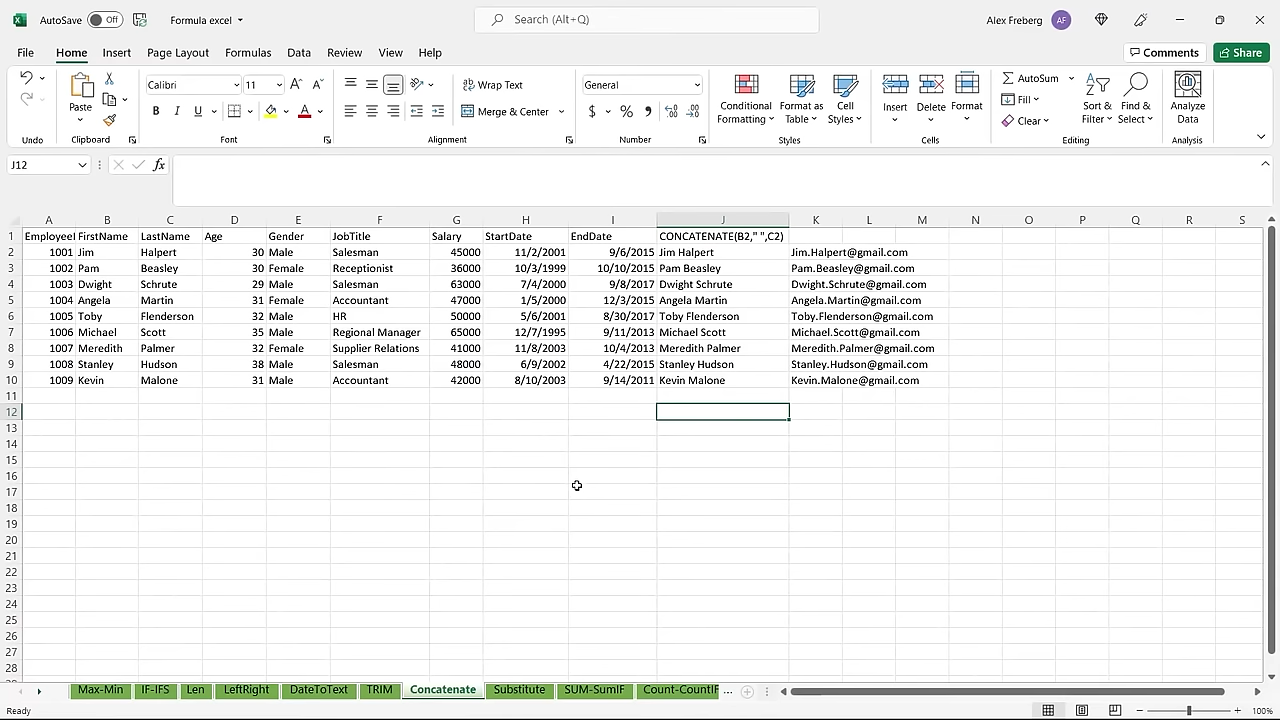 AutoSave Off Formula excel Search (Alt+Q) Alex Freberg AF
File Home Insert Page Layout Formulas Data Review View Help Comments Share
Undo
Paste
Clipboard
Calibri 11
B I U
Font
Wrap Text
Merge & Center
Alignment
General
$ %
Number
Conditional Formatting
Format as Table
Cell Styles
Styles
Insert Delete Format
Cells
AutoSum
Fill
Clear
Sort & Filter
Find & Select
Editing
Analyze Data
Analysis
J12 fx
A B C D E F G H I J K L M N O P Q R S
1 Employeel FirstName LastName Age Gender JobTitle Salary StartDate EndDate CONCATENATE(B2," ",C2)
2 1001 Jim Halpert 30 Male Salesman 45000 11/2/2001 9/6/2015 Jim Halpert Jim.Halpert@gmail.com
3 1002 Pam Beasley 30 Female Receptionist 36000 10/3/1999 10/10/2015 Pam Beasley Pam.Beasley@gmail.com
4 1003 Dwight Schrute 29 Male Salesman 63000 7/4/2000 9/8/2017 Dwight Schrute Dwight.Schrute@gmail.com
5 1004 Angela Martin 31 Female Accountant 47000 1/5/2000 12/3/2015 Angela Martin Angela.Martin@gmail.com
6 1005 Toby Flenderson 32 Male HR 50000 5/6/2001 8/30/2017 Toby Flenderson Toby.Flenderson@gmail.com
7 1006 Michael Scott 35 Male Regional Manager 65000 12/7/1995 9/11/2013 Michael Scott Michael.Scott@gmail.com
8 1007 Meredith Palmer 32 Female Supplier Relations 41000 11/8/2003 10/4/2013 Meredith Palmer Meredith.Palmer@gmail.com
9 1008 Stanley Hudson 38 Male Salesman 48000 6/9/2002 4/22/2015 Stanley Hudson Stanley.Hudson@gmail.com
10 1009 Kevin Malone 31 Male Accountant 42000 8/10/2003 9/14/2011 Kevin Malone Kevin.Malone@gmail.com
11
12
13
14
15
16
17
18
19
20
21
22
23
24
25
26
27
28
Max-Min IF-IFS Len LeftRight DateToText TRIM Concatenate Substitute SUM-SumIF Count-CountIF ...
Ready 100%